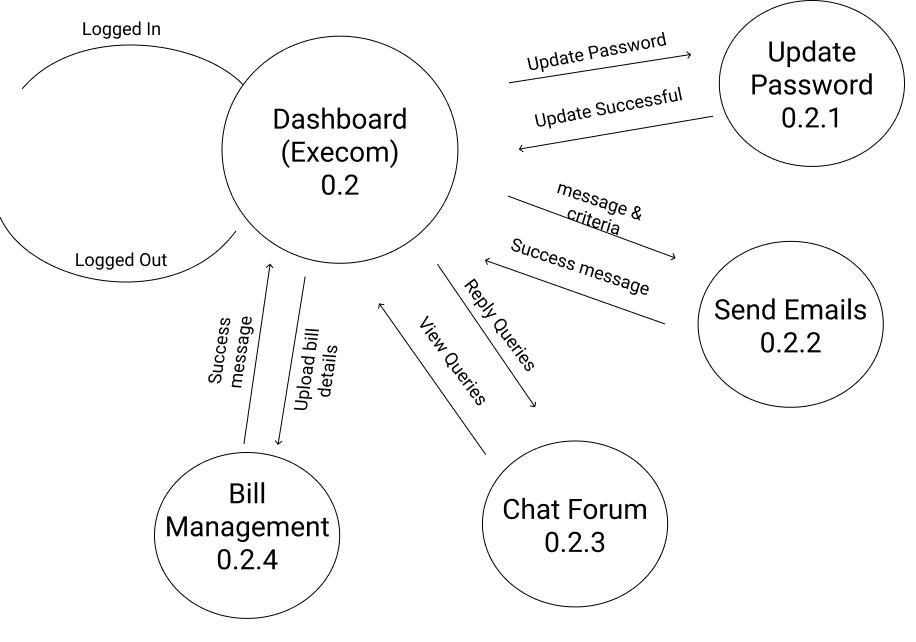 Logged In
Dashboard
(Execom)
0.2
Logged Out
Update Password
Update Successful
Update
Password
0.2.1
message &
criteria
Success message
Send Emails
0.2.2
Reply Queries
View Queries
Chat Forum
0.2.3
Success
message
Upload bill
details
Bill
Management
0.2.4